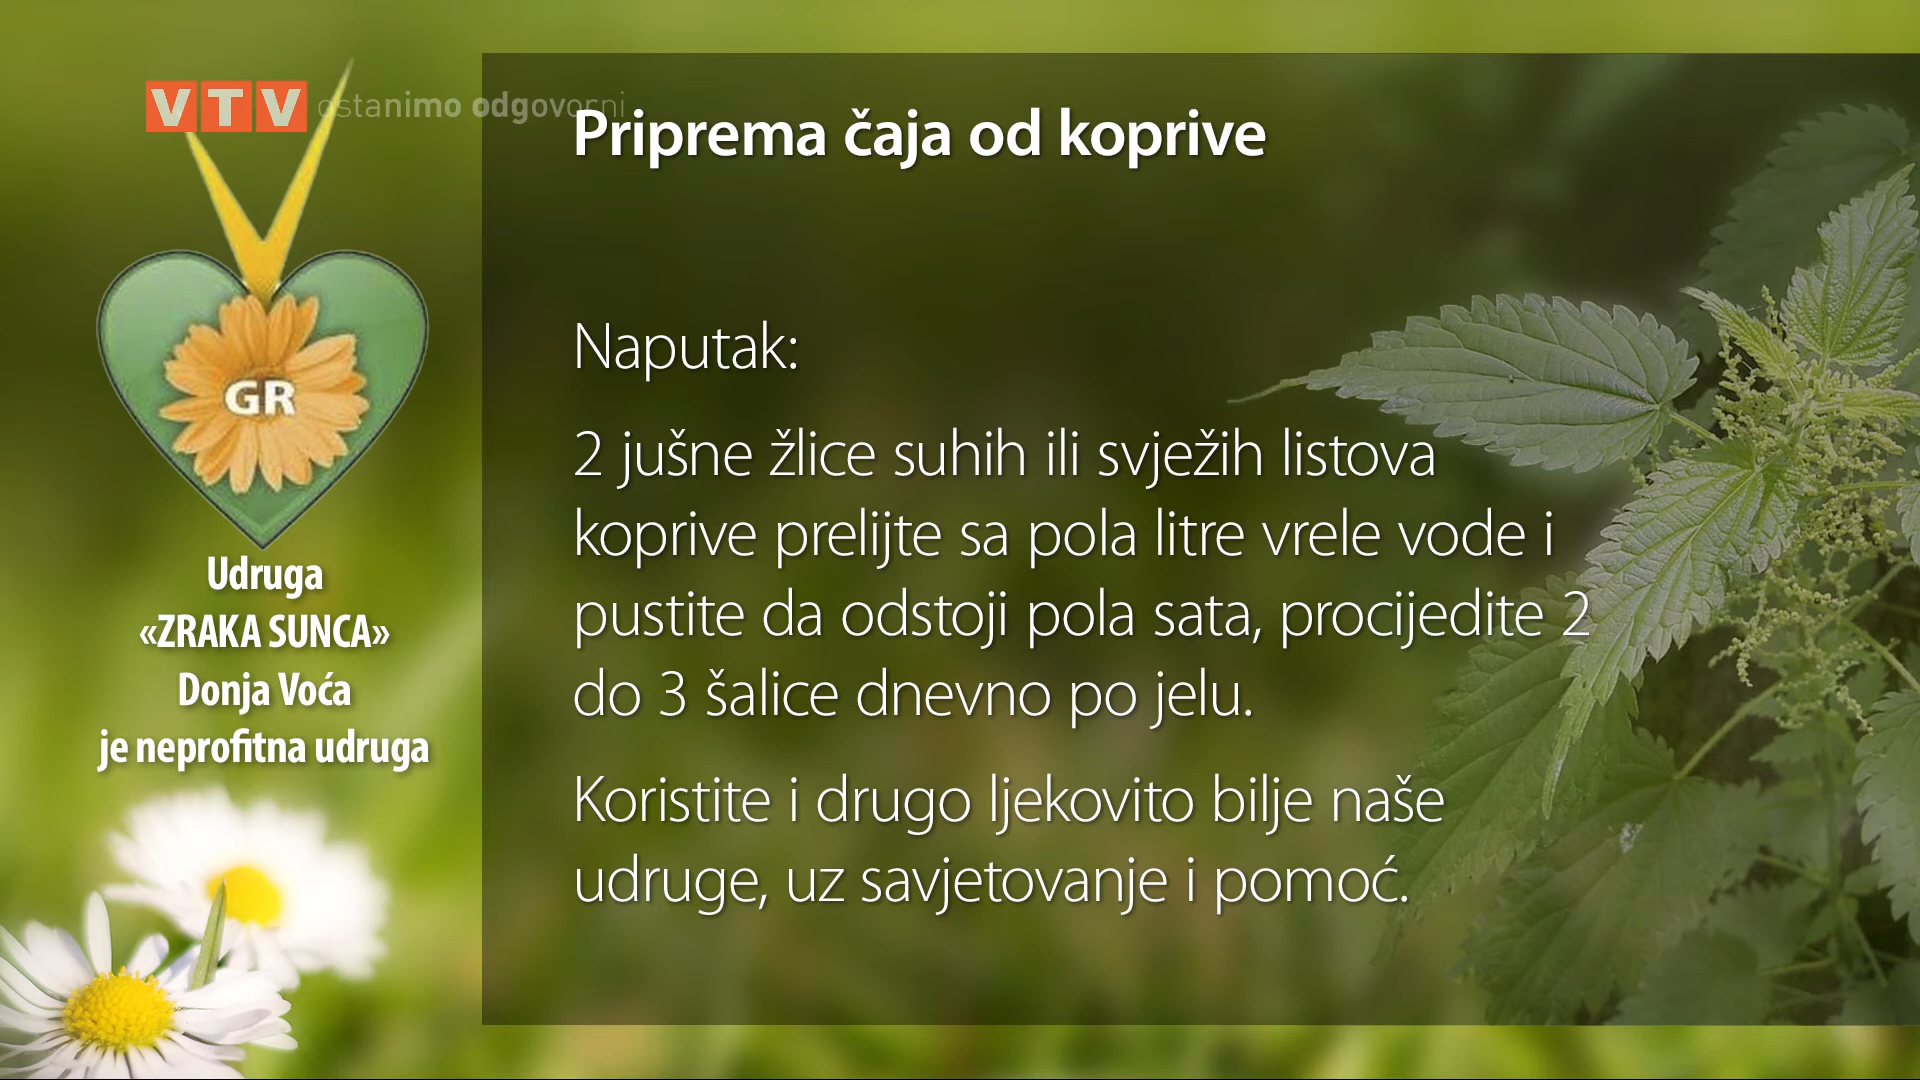 VTV ostanimo odgovorni
Priprema čaja od koprive
GR
Udruga
«ZRAKA SUNCA»
Donja Voća
je neprofitna udruga
Naputak:
2 jušne žlice suhih ili svježih listova
koprive prelijte sa pola litre vrele vode i
pustite da odstoji pola sata, procijedite 2
do 3 šalice dnevno po jelu.
Koristite i drugo ljekovito bilje naše
udruge, uz savjetovanje i pomoć.